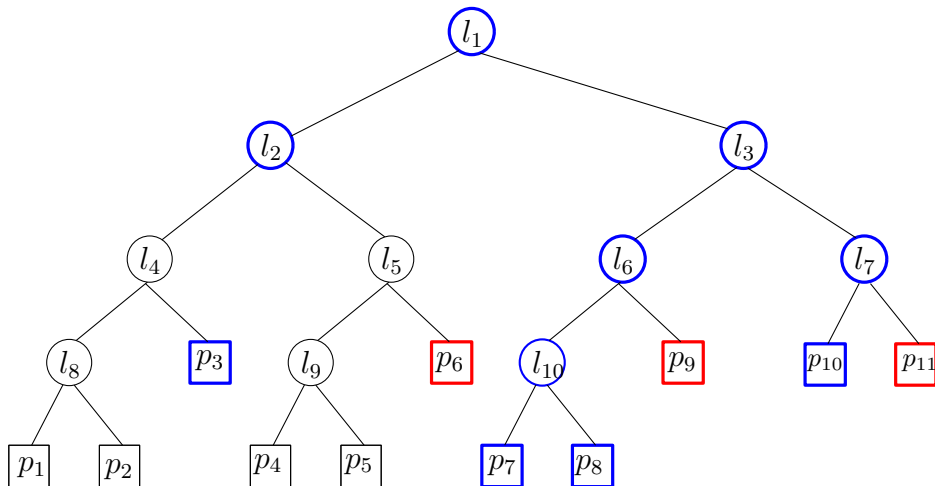 l₁
l₂ l₃
l₄ l₅ l₆ l₇
l₈ p₃ l₉ p₆ l₁₀ p₉ p₁₀ p₁₁
p₁ p₂ p₄ p₅ p₇ p₈